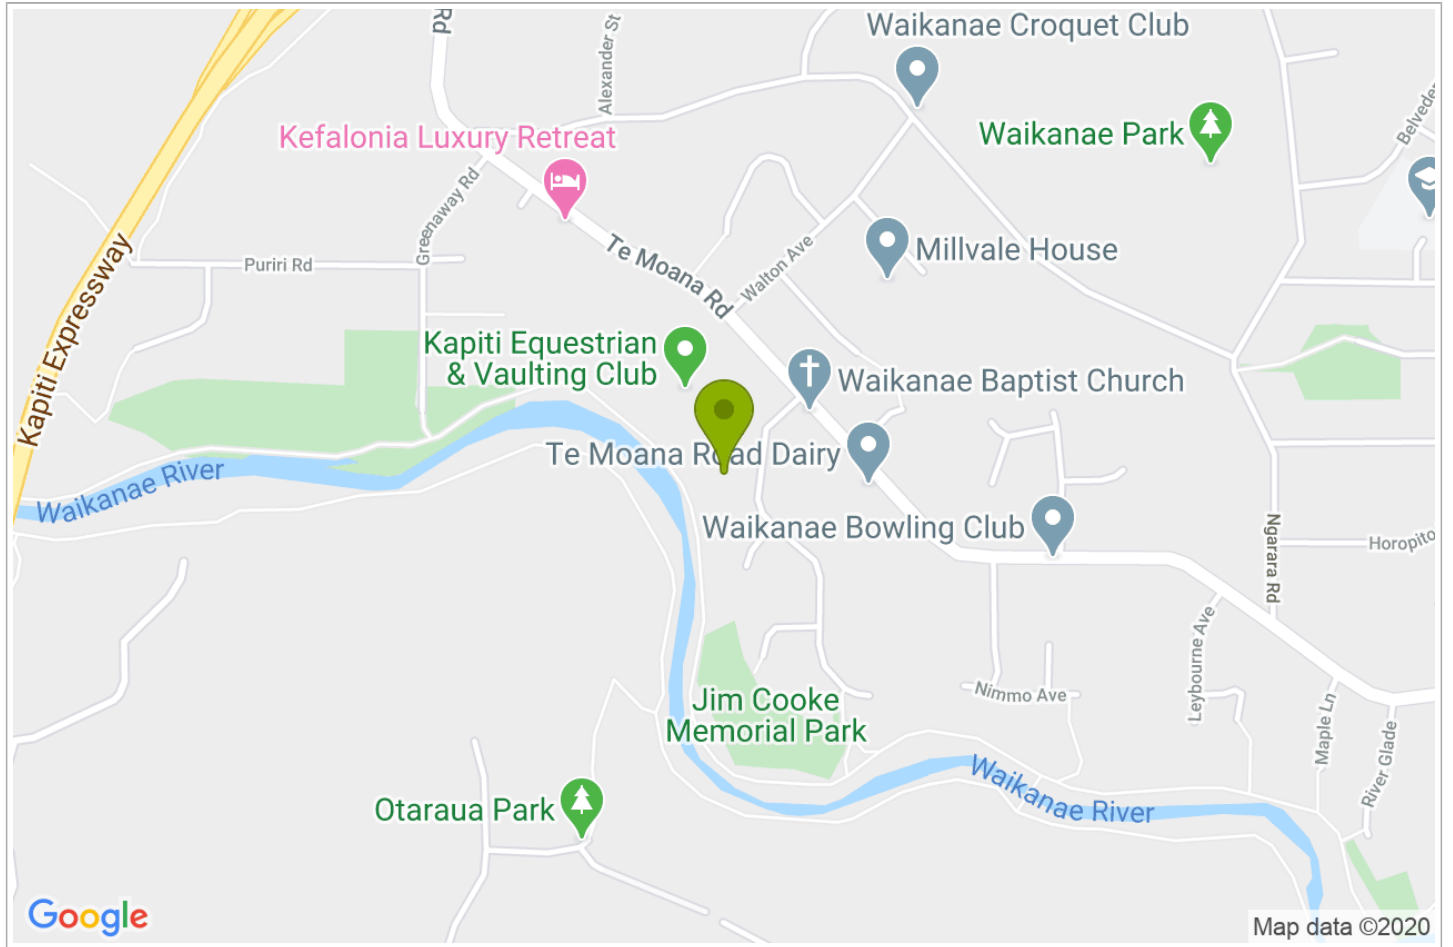 Rd
Alexander St
Waikanae Croquet Club
Belveder
Kefalonia Luxury Retreat
Waikanae Park
Greenaway Rd
Te Moana Rd
Walton Ave
Millvale House
Puriri Rd
Kapiti Expressway
Kapiti Equestrian
& Vaulting Club
Waikanae Baptist Church
Te Moana Road Dairy
Waikanae River
Waikanae Bowling Club
Ngarara Rd
Horopito
Leybourne Ave
Nimmo Ave
Jim Cooke
Memorial Park
Maple Ln
River Glade
Waikanae River
Otaraua Park
Google
Map data ©2020